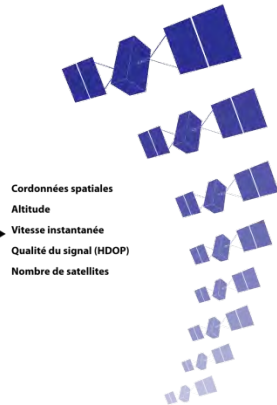 Cordonnées spatiales
Altitude
Vitesse instantanée
Qualité du signal (HDOP)
Nombre de satellites